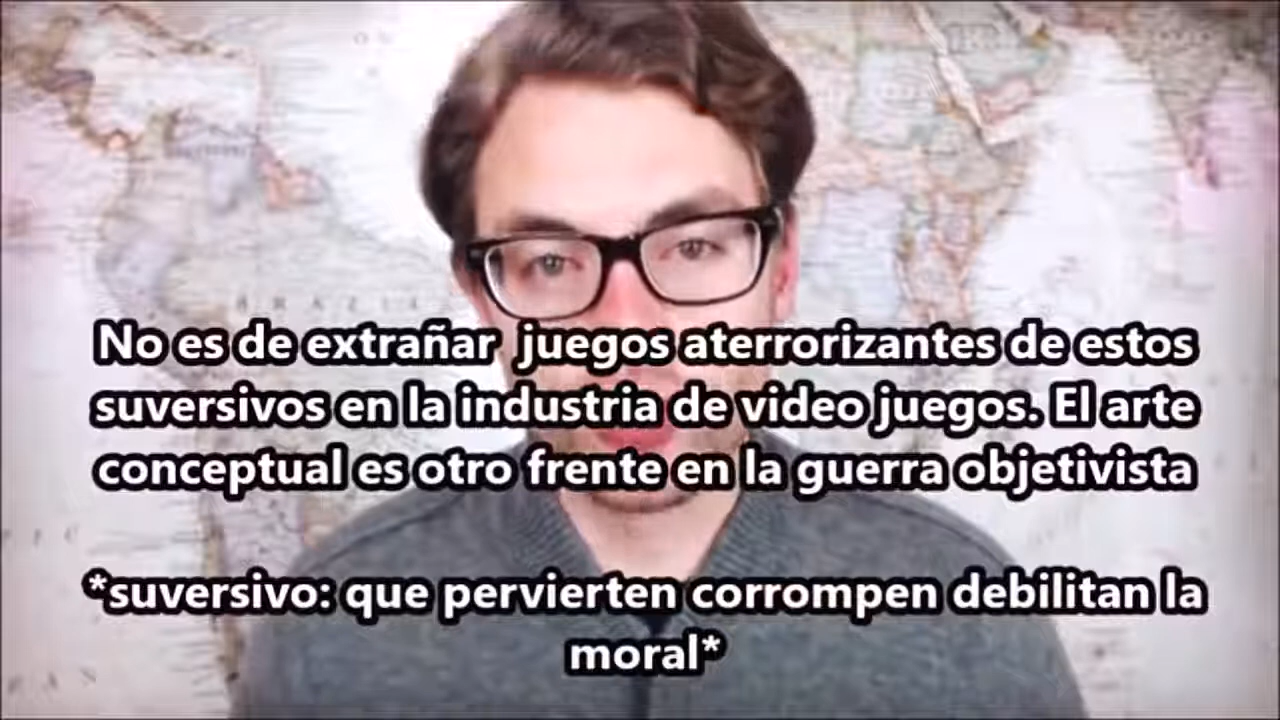 BRAZIL
No es de extrañar  juegos aterrorizantes de estos
suversivos en la industria de video juegos. El arte
conceptual es otro frente en la guerra objetivista
*suversivo: que pervierten corrompen debilitan la
moral*